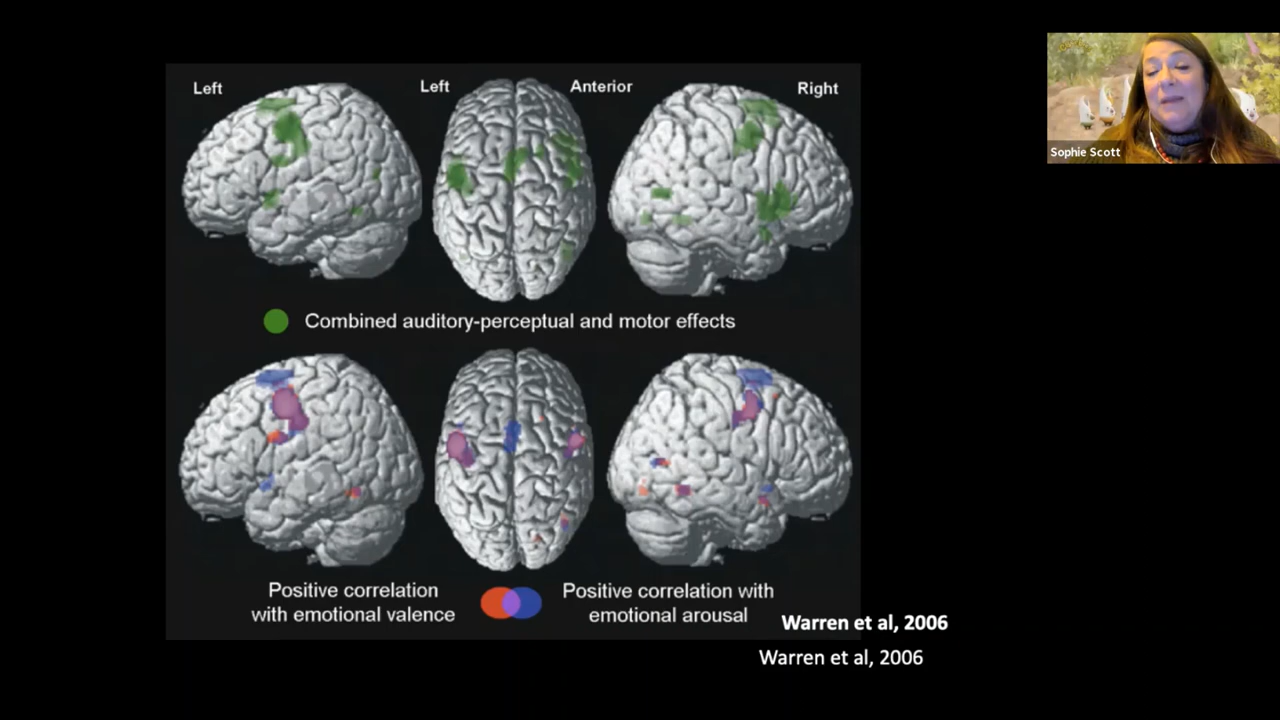 Left
Left
Anterior
Right
Combined auditory-perceptual and motor effects
Positive correlation
with emotional valence
Positive correlation with
emotional arousal
Warren et al, 2006
Warren et al, 2006
Sophie Scott